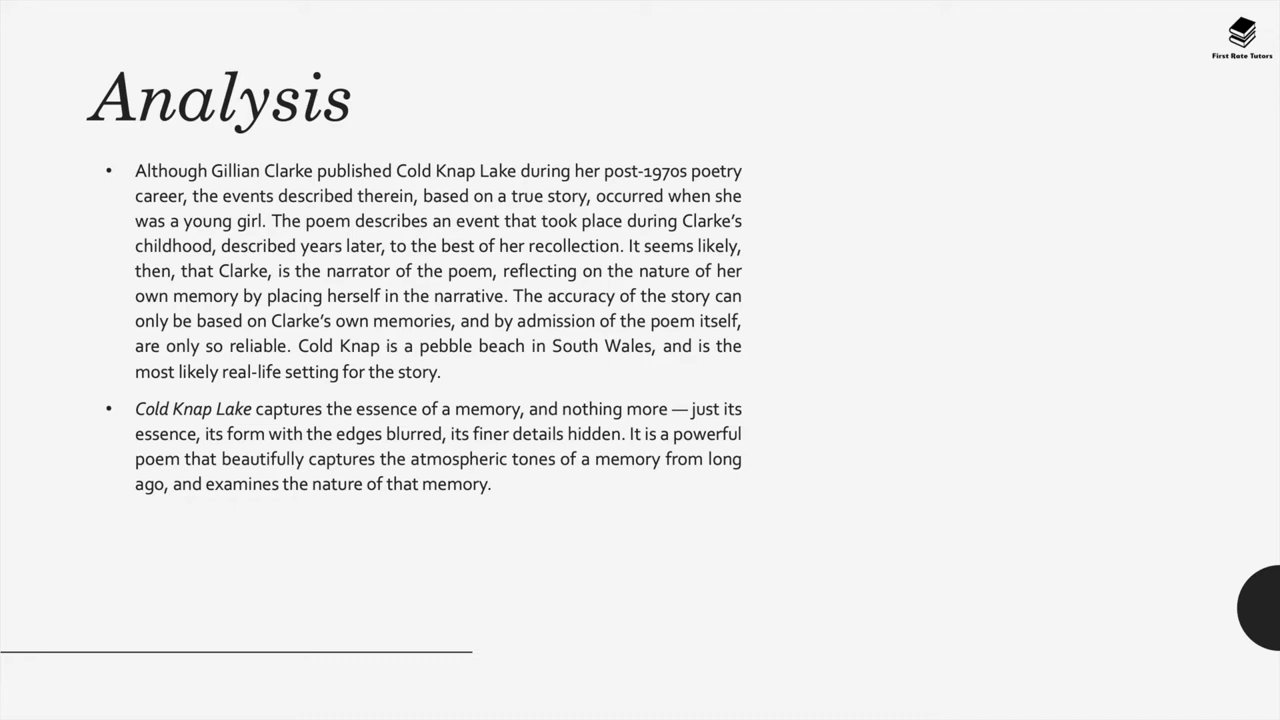 First Rate Tutors
Analysis
• Although Gillian Clarke published Cold Knap Lake during her post-1970s poetry
career, the events described therein, based on a true story, occurred when she
was a young girl. The poem describes an event that took place during Clarke’s
childhood, described years later, to the best of her recollection. It seems likely,
then, that Clarke, is the narrator of the poem, reflecting on the nature of her
own memory by placing herself in the narrative. The accuracy of the story can
only be based on Clarke’s own memories, and by admission of the poem itself,
are only so reliable. Cold Knap is a pebble beach in South Wales, and is the
most likely real-life setting for the story.
• Cold Knap Lake captures the essence of a memory, and nothing more — just its
essence, its form with the edges blurred, its finer details hidden. It is a powerful
poem that beautifully captures the atmospheric tones of a memory from long
ago, and examines the nature of that memory.